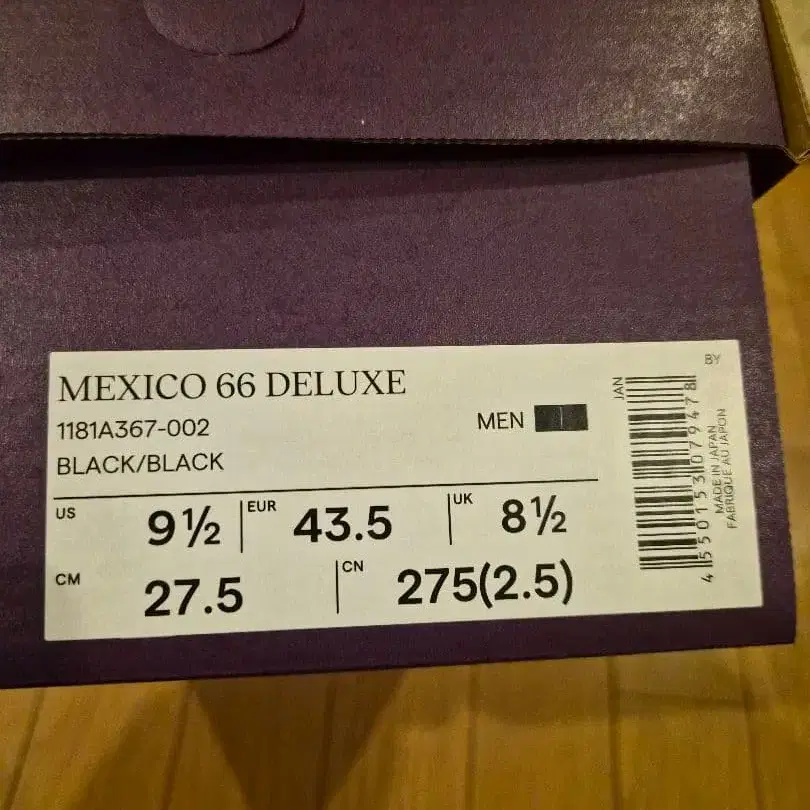 MEXICO 66 DELUXE
1181A367-002
BLACK/BLACK
MEN
US 9½ EUR 43.5 UK 8½
CM 27.5 CN 275(2.5)
BY
JAN
4550153079478
MADE IN JAPAN
FABRIQUE AU JAPON